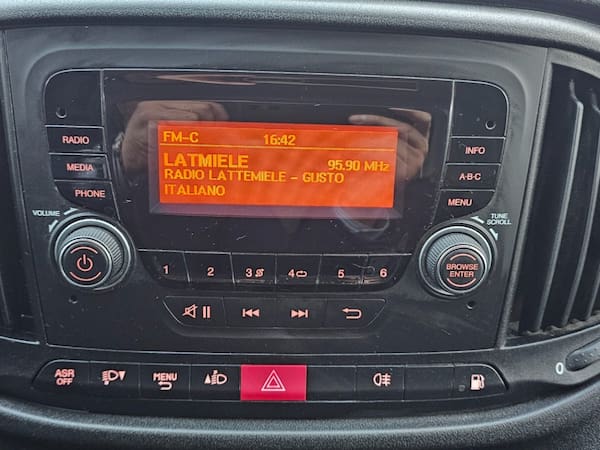 FM-C 16:42
LATMIELE 95.90 MHz
RADIO LATTEMIELE - GUSTO
ITALIANO
RADIO
MEDIA
PHONE
INFO
A-B-C
MENU
VOLUME
TUNE
SCROLL
BROWSE
ENTER
1 2 3 4 5 6
ASR
OFF
MENU
0